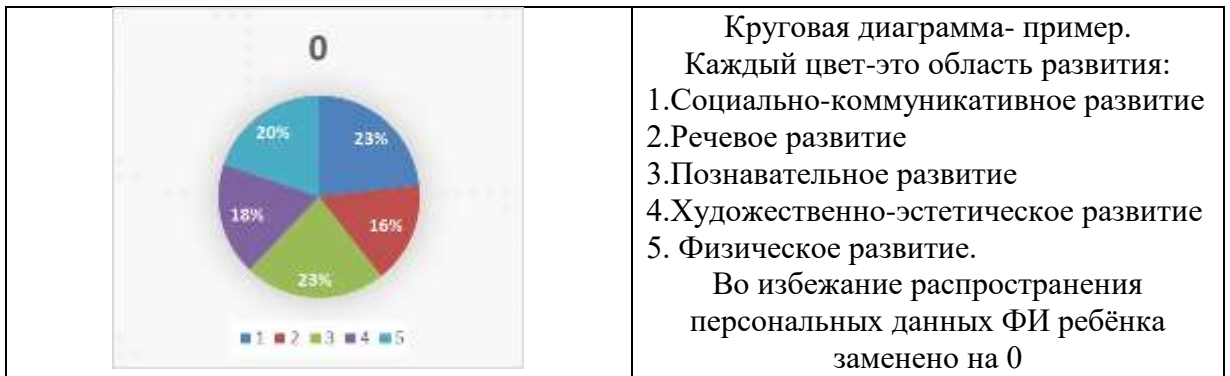 0
20%
23%
18%
16%
23%
1 2 3 4 5
Круговая диаграмма- пример.
Каждый цвет-это область развития:
1.Социально-коммуникативное развитие
2.Речевое развитие
3.Познавательное развитие
4.Художественно-эстетическое развитие
5. Физическое развитие.
Во избежание распространения
персональных данных ФИ ребёнка
заменено на 0